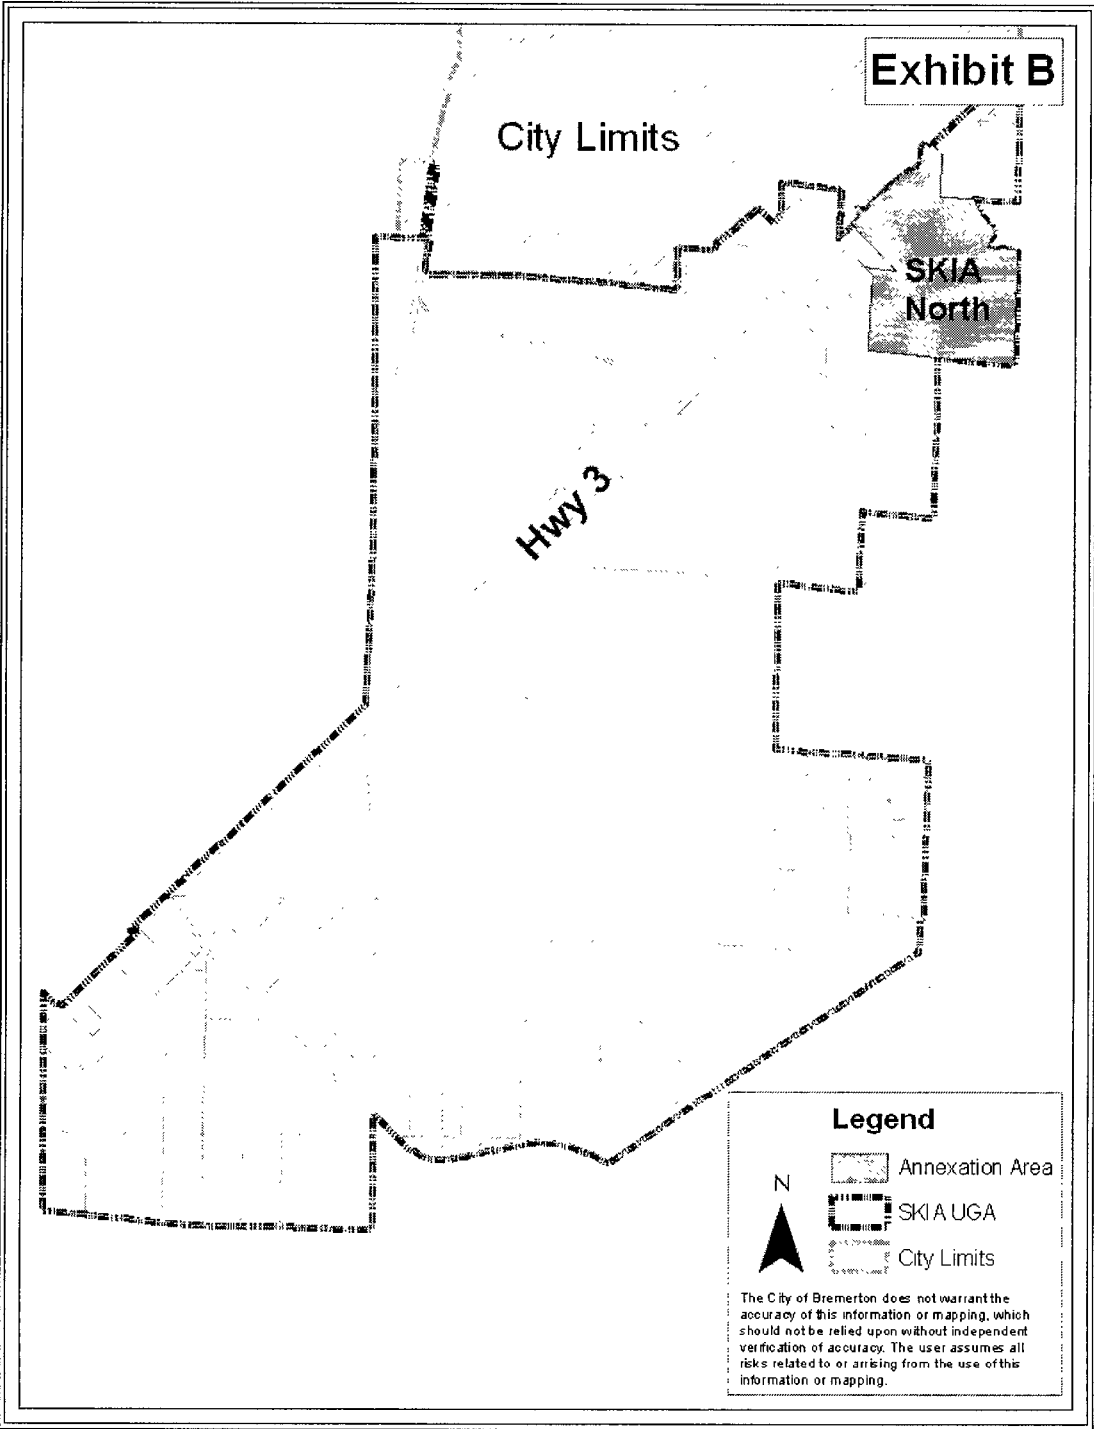 Exhibit B
City Limits
SKIA
North
Hwy 3
Legend
N
Annexation Area
SKIA UGA
City Limits
The City of Bremerton does not warrant the
accuracy of this information or mapping, which
should not be relied upon without independent
verification of accuracy. The user assumes all
risks related to or arising from the use of this
information or mapping.